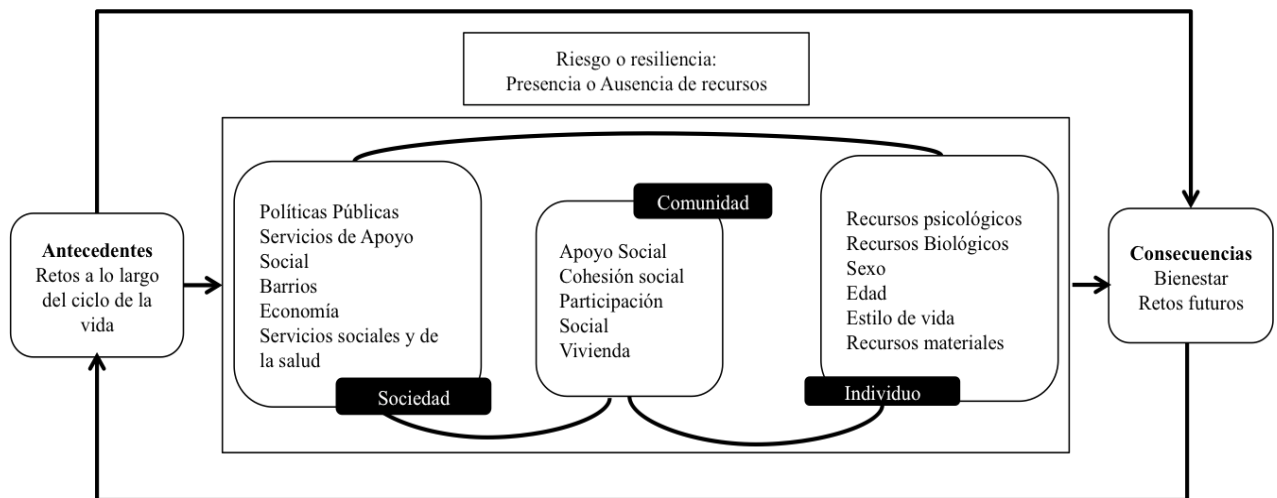 Riesgo o resiliencia:
Presencia o Ausencia de recursos
Antecedentes
Retos a lo largo
del ciclo de la
vida
Políticas Públicas
Servicios de Apoyo
Social
Barrios
Economía
Servicios sociales y de
la salud
Sociedad
Comunidad
Apoyo Social
Cohesión social
Participación
Social
Vivienda
Recursos psicológicos
Recursos Biológicos
Sexo
Edad
Estilo de vida
Recursos materiales
Individuo
Consecuencias
Bienestar
Retos futuros